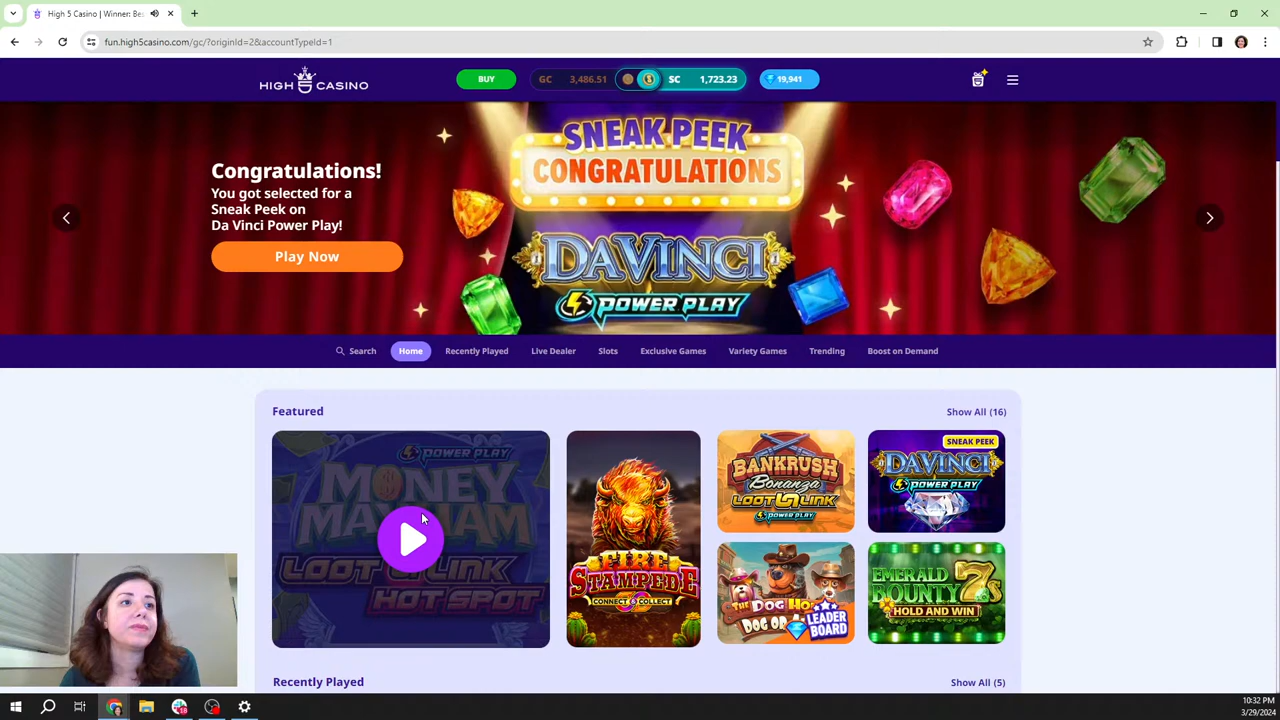 High 5 Casino | Winner: Bes
fun.high5casino.com/gc/?originId=2&accountTypeId=1
HIGH 5 CASINO
BUY
GC 3,486.51
SC 1,723.23
19,941
Congratulations!
You got selected for a
Sneak Peek on
Da Vinci Power Play!
Play Now
SNEAK PEEK
CONGRATULATIONS
DAVINCI
POWER PLAY
Search Home Recently Played Live Dealer Slots Exclusive Games Variety Games Trending Boost on Demand
Featured
Show All (16)
POWER PLAY
MONEY
LOOT LINK
HOT SPOT
FIRE
STAMPEDE
CONNECT & COLLECT
BANKRUSH
Bonanza
LOOT LINK
POWER PLAY
SNEAK PEEK
DAVINCI
POWER PLAY
THE DOG HO
DOG OR A
LEADER
BOARD
EMERALD
BOUNTY 7s
HOLD AND WIN
Recently Played
Show All (5)
18
10:32 PM
3/29/2024